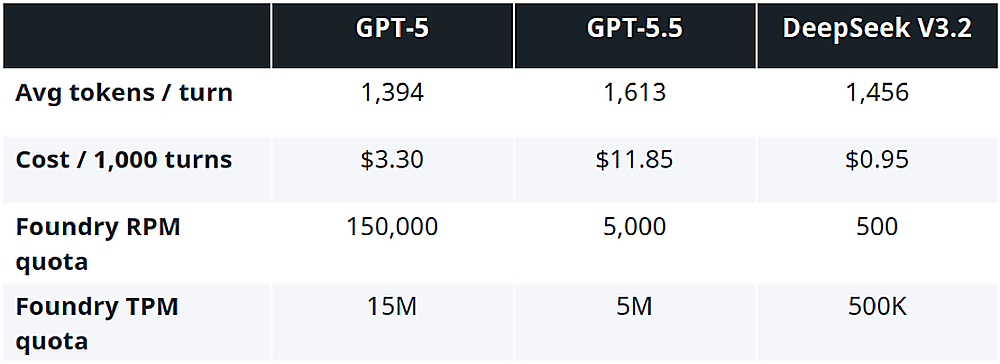 GPT-5 GPT-5.5 DeepSeek V3.2
Avg tokens / turn 1,394 1,613 1,456
Cost / 1,000 turns $3.30 $11.85 $0.95
Foundry RPM 150,000 5,000 500
quota
Foundry TPM 15M 5M 500K
quota